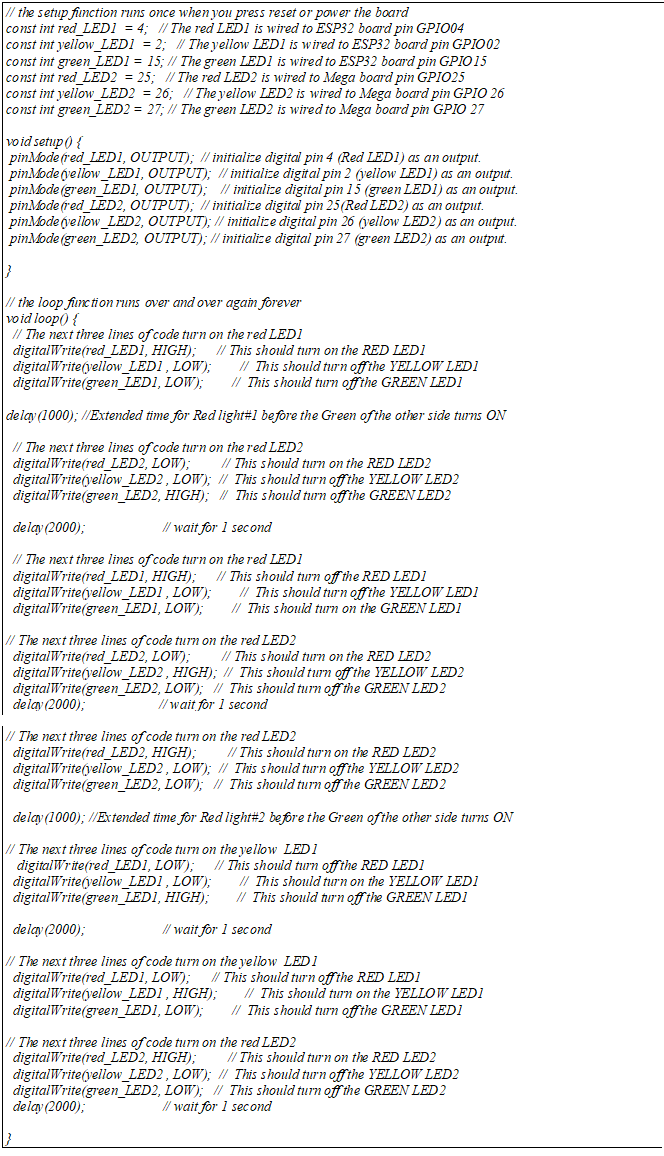 // the setup function runs once when you press reset or power the board
const int red_LED1  = 4;   // The red LED1 is wired to ESP32 board pin GPIO04
const int yellow_LED1  = 2;   // The yellow LED1 is wired to ESP32 board pin GPIO02
const int green_LED1 = 15; // The green LED1 is wired to ESP32 board pin GPIO15
const int red_LED2  = 25;   // The red LED2 is wired to Mega board pin GPIO25
const int yellow_LED2  = 26;   // The yellow LED2 is wired to Mega board pin GPIO 26
const int green_LED2 = 27; // The green LED2 is wired to Mega board pin GPIO 27

void setup() {
 pinMode(red_LED1, OUTPUT);  // initialize digital pin 4 (Red LED1) as an output.
 pinMode(yellow_LED1, OUTPUT);  // initialize digital pin 2 (yellow LED1) as an output.
 pinMode(green_LED1, OUTPUT);    // initialize digital pin 15 (green LED1) as an output.
 pinMode(red_LED2, OUTPUT);  // initialize digital pin 25(Red LED2) as an output.
 pinMode(yellow_LED2, OUTPUT); // initialize digital pin 26 (yellow LED2) as an output.
 pinMode(green_LED2, OUTPUT); // initialize digital pin 27 (green LED2) as an output.

}

// the loop function runs over and over again forever
void loop() {
  // The next three lines of code turn on the red LED1
  digitalWrite(red_LED1, HIGH);      // This should turn on the RED LED1
  digitalWrite(yellow_LED1 , LOW);        //  This should turn off the YELLOW LED1
  digitalWrite(green_LED1, LOW);        //  This should turn off the GREEN LED1

delay(1000); //Extended time for Red light#1 before the Green of the other side turns ON

  // The next three lines of code turn on the red LED2
  digitalWrite(red_LED2, LOW);         // This should turn on the RED LED2
  digitalWrite(yellow_LED2 , LOW);  //  This should turn off the YELLOW LED2
  digitalWrite(green_LED2, HIGH);   //  This should turn off the GREEN LED2

  delay(2000);                      // wait for 1 second

  // The next three lines of code turn on the red LED1
  digitalWrite(red_LED1, HIGH);      // This should turn off the RED LED1
  digitalWrite(yellow_LED1 , LOW);        //  This should turn off the YELLOW LED1
  digitalWrite(green_LED1, LOW);        //  This should turn on the GREEN LED1

// The next three lines of code turn on the red LED2
  digitalWrite(red_LED2, LOW);         // This should turn on the RED LED2
  digitalWrite(yellow_LED2 , HIGH);  //  This should turn off the YELLOW LED2
  digitalWrite(green_LED2, LOW);   //  This should turn off the GREEN LED2
  delay(2000);                     // wait for 1 second

// The next three lines of code turn on the red LED2
  digitalWrite(red_LED2, HIGH);         // This should turn on the RED LED2
  digitalWrite(yellow_LED2 , LOW);  //  This should turn off the YELLOW LED2
  digitalWrite(green_LED2, LOW);   //  This should turn off the GREEN LED2

  delay(1000); //Extended time for Red light#2 before the Green of the other side turns ON

// The next three lines of code turn on the yellow  LED1
   digitalWrite(red_LED1, LOW);      // This should turn off the RED LED1
  digitalWrite(yellow_LED1 , LOW);        //  This should turn on the YELLOW LED1
  digitalWrite(green_LED1, HIGH);        //  This should turn off the GREEN LED1

  delay(2000);                      // wait for 1 second

// The next three lines of code turn on the yellow  LED1
  digitalWrite(red_LED1, LOW);      // This should turn off the RED LED1
  digitalWrite(yellow_LED1 , HIGH);        //  This should turn on the YELLOW LED1
  digitalWrite(green_LED1, LOW);        //  This should turn off the GREEN LED1

// The next three lines of code turn on the red LED2
  digitalWrite(red_LED2, HIGH);         // This should turn on the RED LED2
  digitalWrite(yellow_LED2 , LOW);  //  This should turn off the YELLOW LED2
  digitalWrite(green_LED2, LOW);   //  This should turn off the GREEN LED2
  delay(2000);                      // wait for 1 second

}